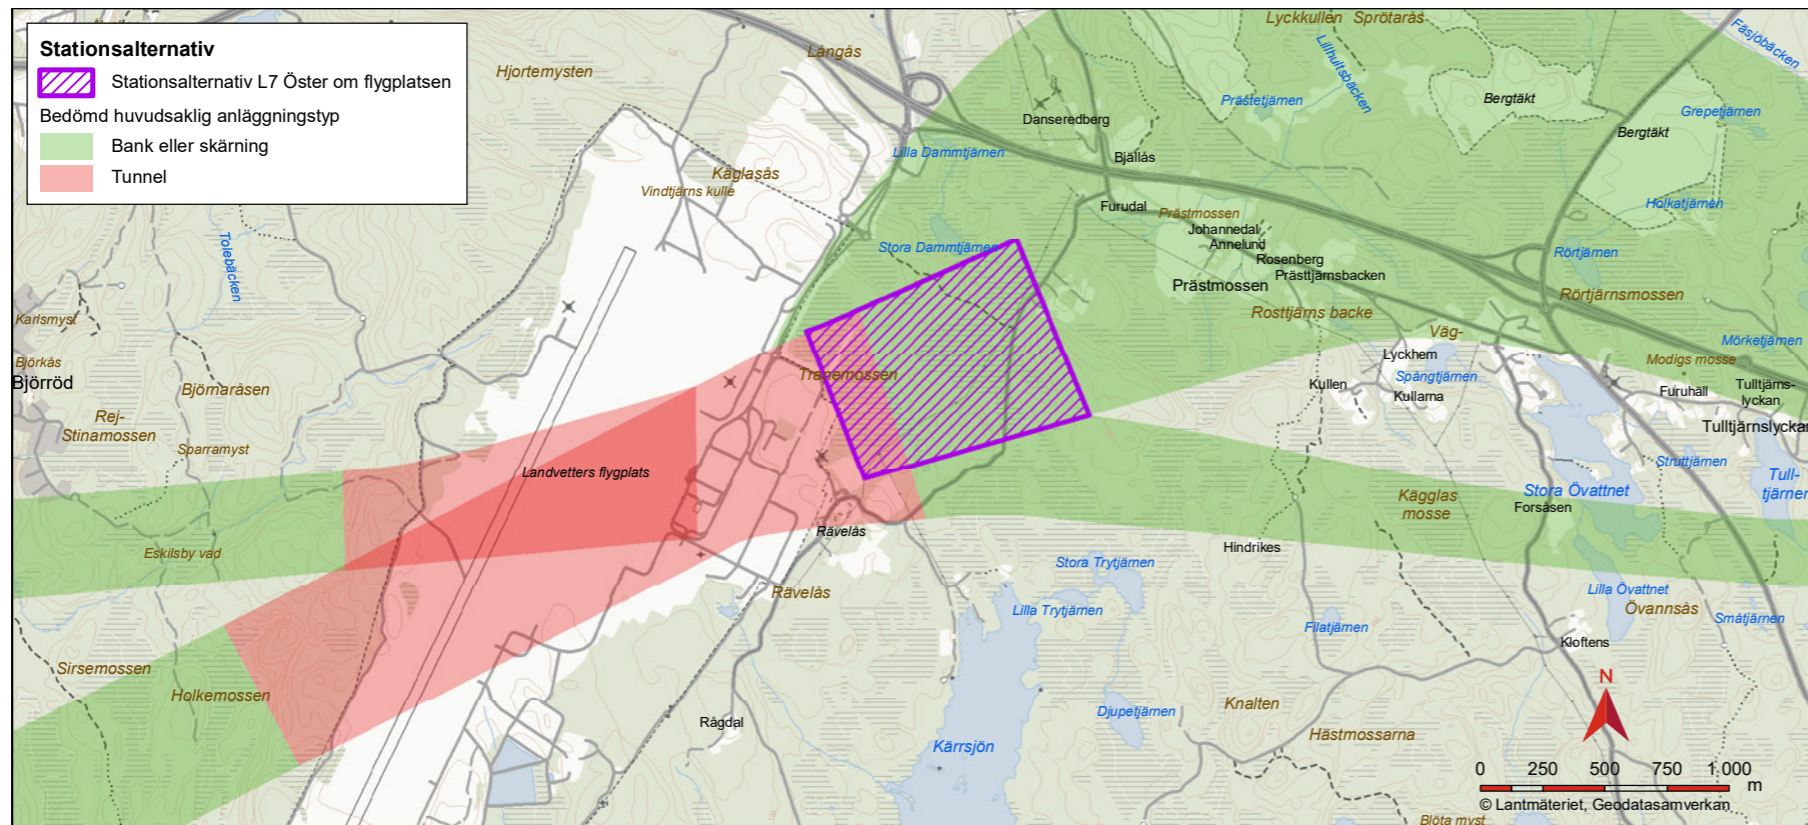 Stationsalternativ
Stationsalternativ L7 Öster om flygplatsen
Bedömd huvudsaklig anläggningstyp
Bank eller skärning
Tunnel
Lyckkullen
Sprötarås
Fäsjöbäcken
Långås
Hjortemysten
Lillhultsbäcken
Prästetjärnen
Bergtäkt
Grepetjärnen
Danseredberg
Bergtäkt
Lilla Dammtjärnen
Bjällås
Kåglasås
Vindtjärns kulle
Furudal
Prästmossen
Hölkatjärnen
Johannedal
Annelund
Tolebäcken
Stora Dammtjärnen
Rosenberg
Rörtjärnen
Prästtjärnsbacken
Prästmossen
Rörtjärnsmossen
Karlsmyst
Rosttjärns backe
Väg-
Mörketjärnen
Björkås
Lyckhem
Modigs mosse
Björröd
Björnaråsen
Tranemossen
Spångtjärnen
Kullen
Kullarna
Furuhäll
Tulltjärns-
lyckan
Rej-
Stinamossen
Tulltjärnslyckan
Sparramyst
Landvetters flygplats
Struttjärnen
Tull-
tjärnen
Stora Övattnet
Kägglas
mosse
Forsåsen
Rävelås
Eskilsby vad
Hindrikes
Stora Trytjärnen
Rävelås
Lilla Trytjärnen
Lilla Övattnet
Övannsås
Småtjärnen
Filatjärnen
Kloftens
Sirsemossen
Holkemossen
N
Knalten
Djupetjärnen
Rågdal
Hästmossarna
Kärrsjön
0 250 500 750 1 000
m
© Lantmäteriet, Geodatasamverkan
Blöta myst